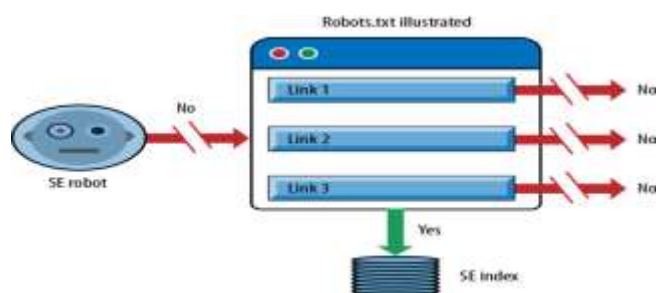 Robots.txt illustrated
Link 1
No
No
Link 2
No
SE robot
Link 3
No
Yes
SE index